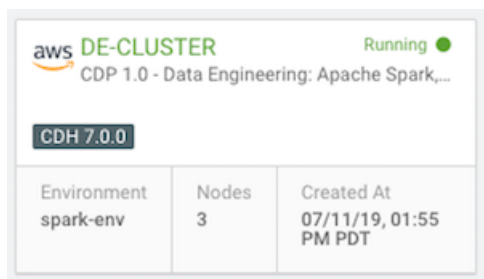 aws DE-CLUSTER Running
CDP 1.0 - Data Engineering: Apache Spark,...
CDH 7.0.0
Environment Nodes Created At
spark-env 3 07/11/19, 01:55
PM PDT